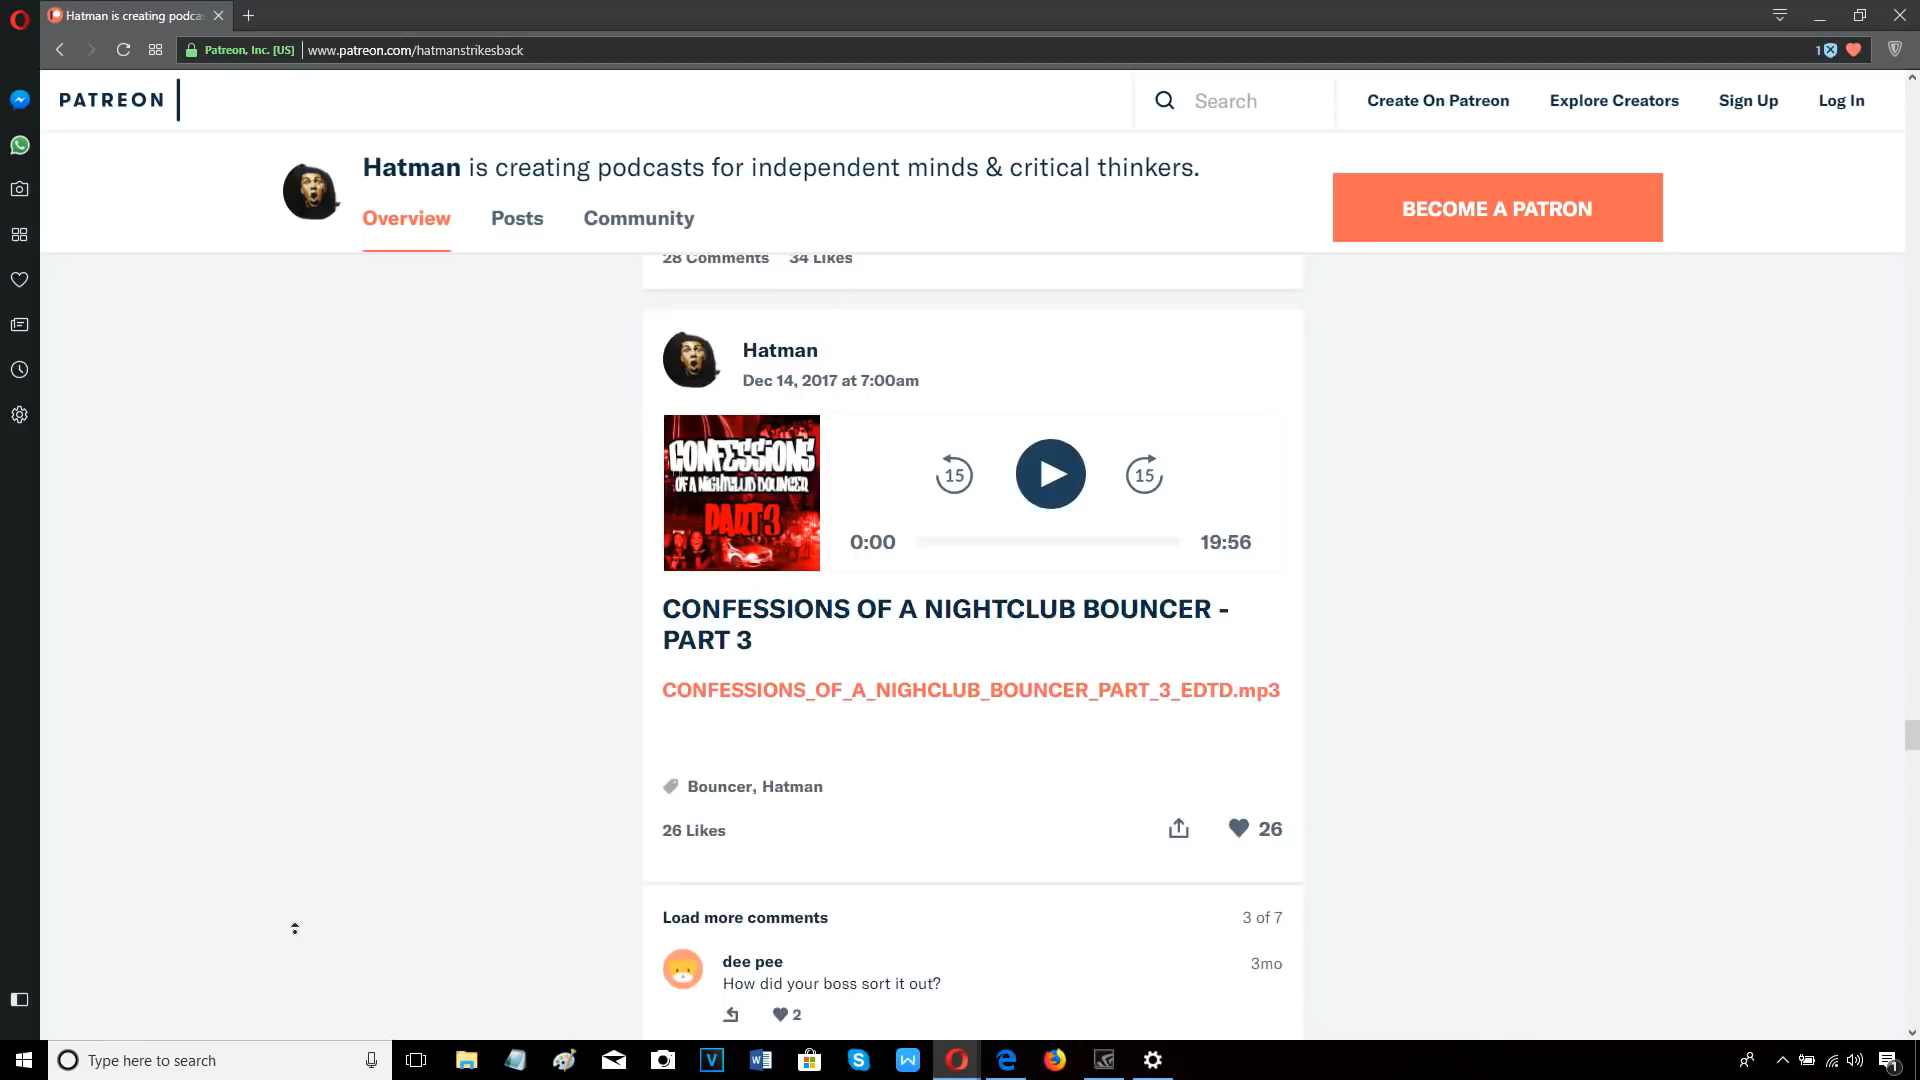 Hatman is creating podca
Patreon, Inc. [US]
www.patreon.com/hatmanstrikesback
1
PATREON
Search
Create On Patreon
Explore Creators
Sign Up
Log In
Hatman is creating podcasts for independent minds & critical thinkers.
Overview
Posts
Community
BECOME A PATRON
28 Comments
34 Likes
Hatman
Dec 14, 2017 at 7:00am
CONFESSIONS
OF A NIGHTCLUB BOUNCER
PART 3
15
15
0:00
19:56
CONFESSIONS OF A NIGHTCLUB BOUNCER -
PART 3
CONFESSIONS_OF_A_NIGHCLUB_BOUNCER_PART_3_EDTD.mp3
Bouncer, Hatman
26 Likes
26
Load more comments
3 of 7
dee pee
3mo
How did your boss sort it out?
2
Type here to search
1